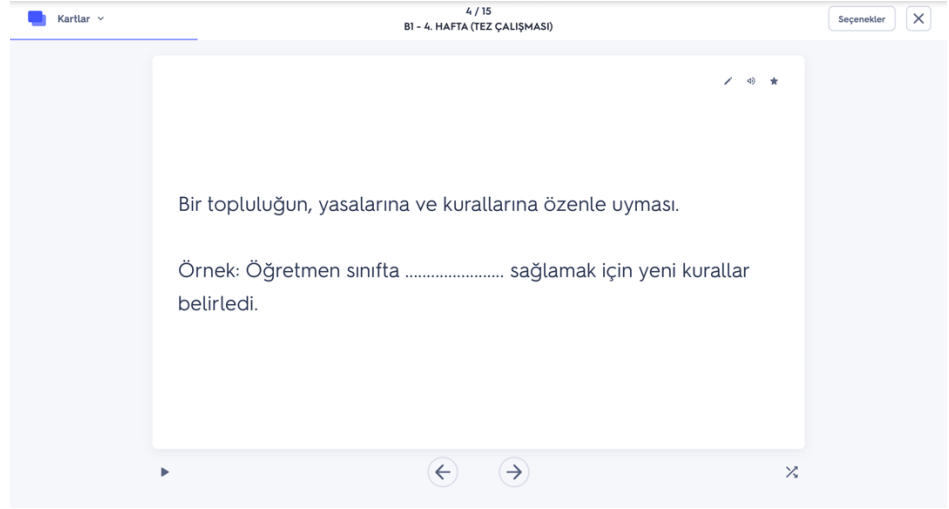 Kartlar
4 / 15
B1 - 4. HAFTA (TEZ ÇALIŞMASI)
Seçenekler
Bir topluluğun, yasalarına ve kurallarına özenle uyması.
Örnek: Öğretmen sınıfta ....................... sağlamak için yeni kurallar
belirledi.